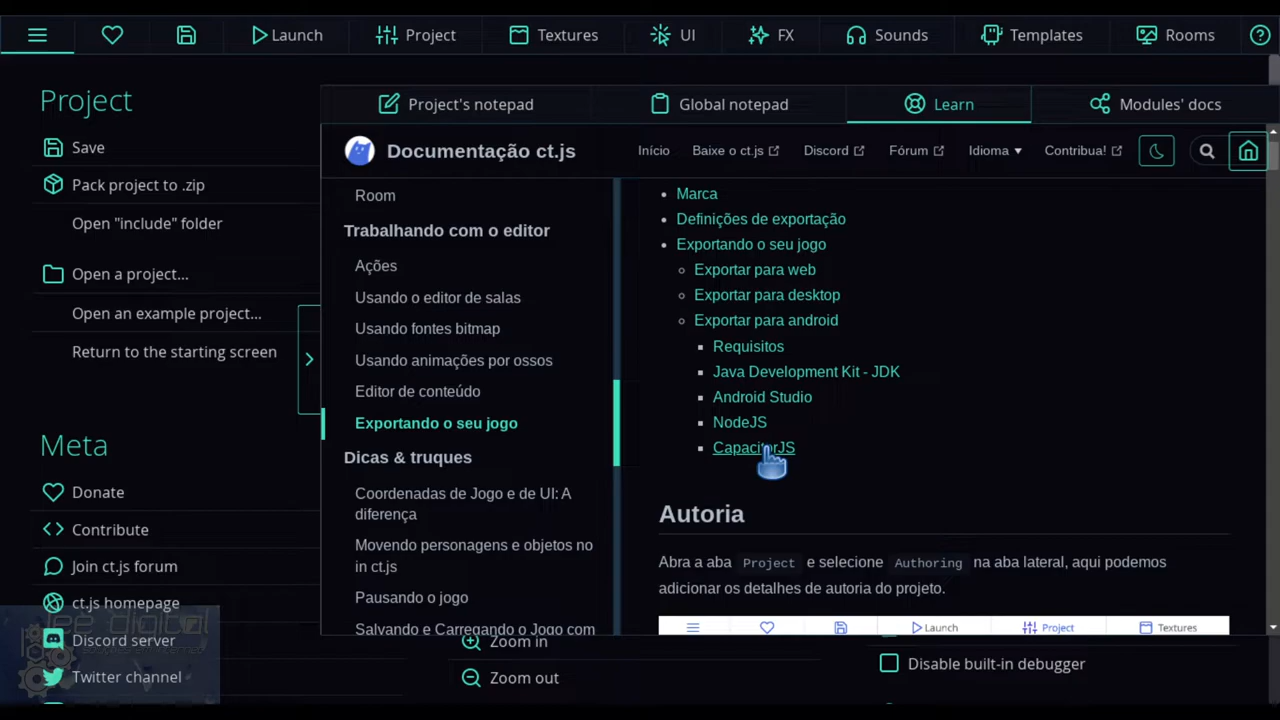 Launch
Project
Textures
UI
FX
Sounds
Templates
Rooms
Project
Save
Pack project to .zip
Open "include" folder
Open a project...
Open an example project...
Return to the starting screen
Meta
Donate
Contribute
Join ct.js forum
ct.js homepage
Discord server
Twitter channel
Project's notepad
Global notepad
Learn
Modules' docs
Documentação ct.js
Início
Baixe o ct.js
Discord
Fórum
Idioma
Contribua!
Room
Trabalhando com o editor
Ações
Usando o editor de salas
Usando fontes bitmap
Usando animações por ossos
Editor de conteúdo
Exportando o seu jogo
Dicas & truques
Coordenadas de Jogo e de UI: A
diferença
Movendo personagens e objetos no
in ct.js
Pausando o jogo
Salvando e Carregando o Jogo com
Marca
Definições de exportação
Exportando o seu jogo
Exportar para web
Exportar para desktop
Exportar para android
Requisitos
Java Development Kit - JDK
Android Studio
NodeJS
CapacitorJS
Autoria
Abra a aba Project e selecione Authoring na aba lateral, aqui podemos
adicionar os detalhes de autoria do projeto.
Launch
Project
Textures
Zoom in
Zoom out
Disable built-in debugger